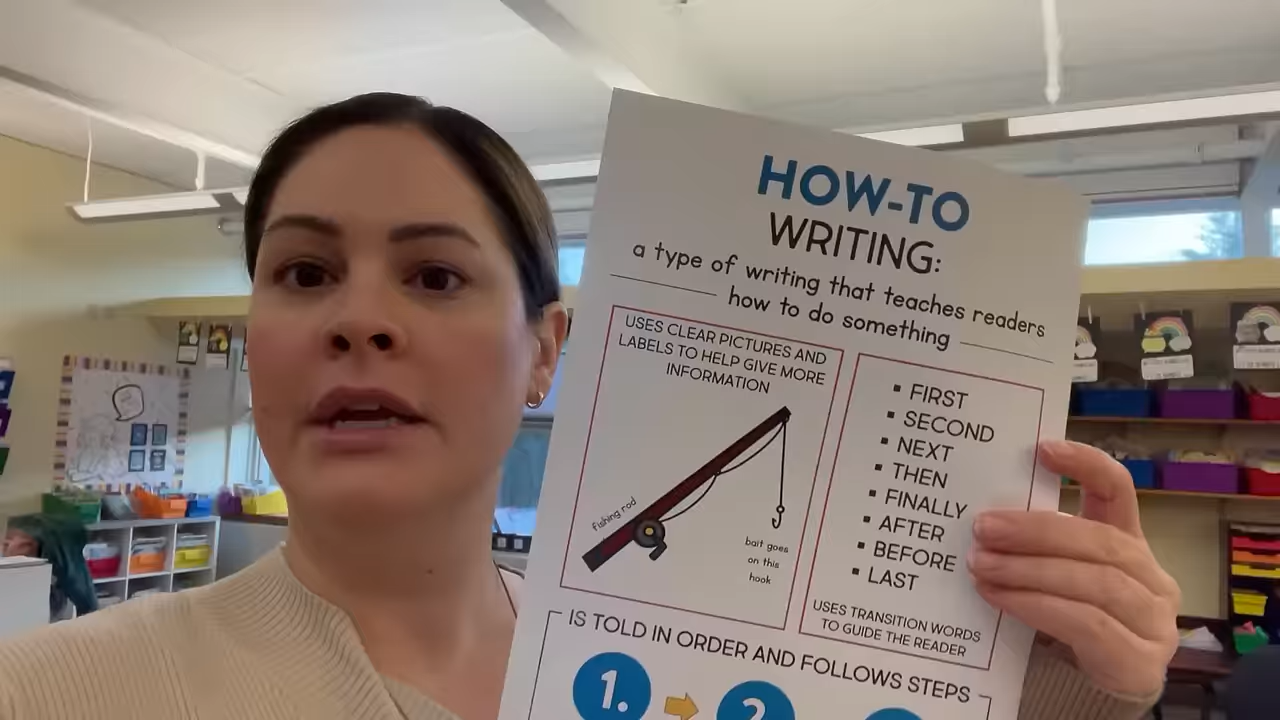 HOW-TO
WRITING:
a type of writing that teaches readers
how to do something
USES CLEAR PICTURES AND
LABELS TO HELP GIVE MORE
INFORMATION
fishing rod
bait goes
on this
hook
FIRST
SECOND
NEXT
THEN
FINALLY
AFTER
BEFORE
LAST
USES TRANSITION WORDS
TO GUIDE THE READER
IS TOLD IN ORDER AND FOLLOWS STEPS
1.
2